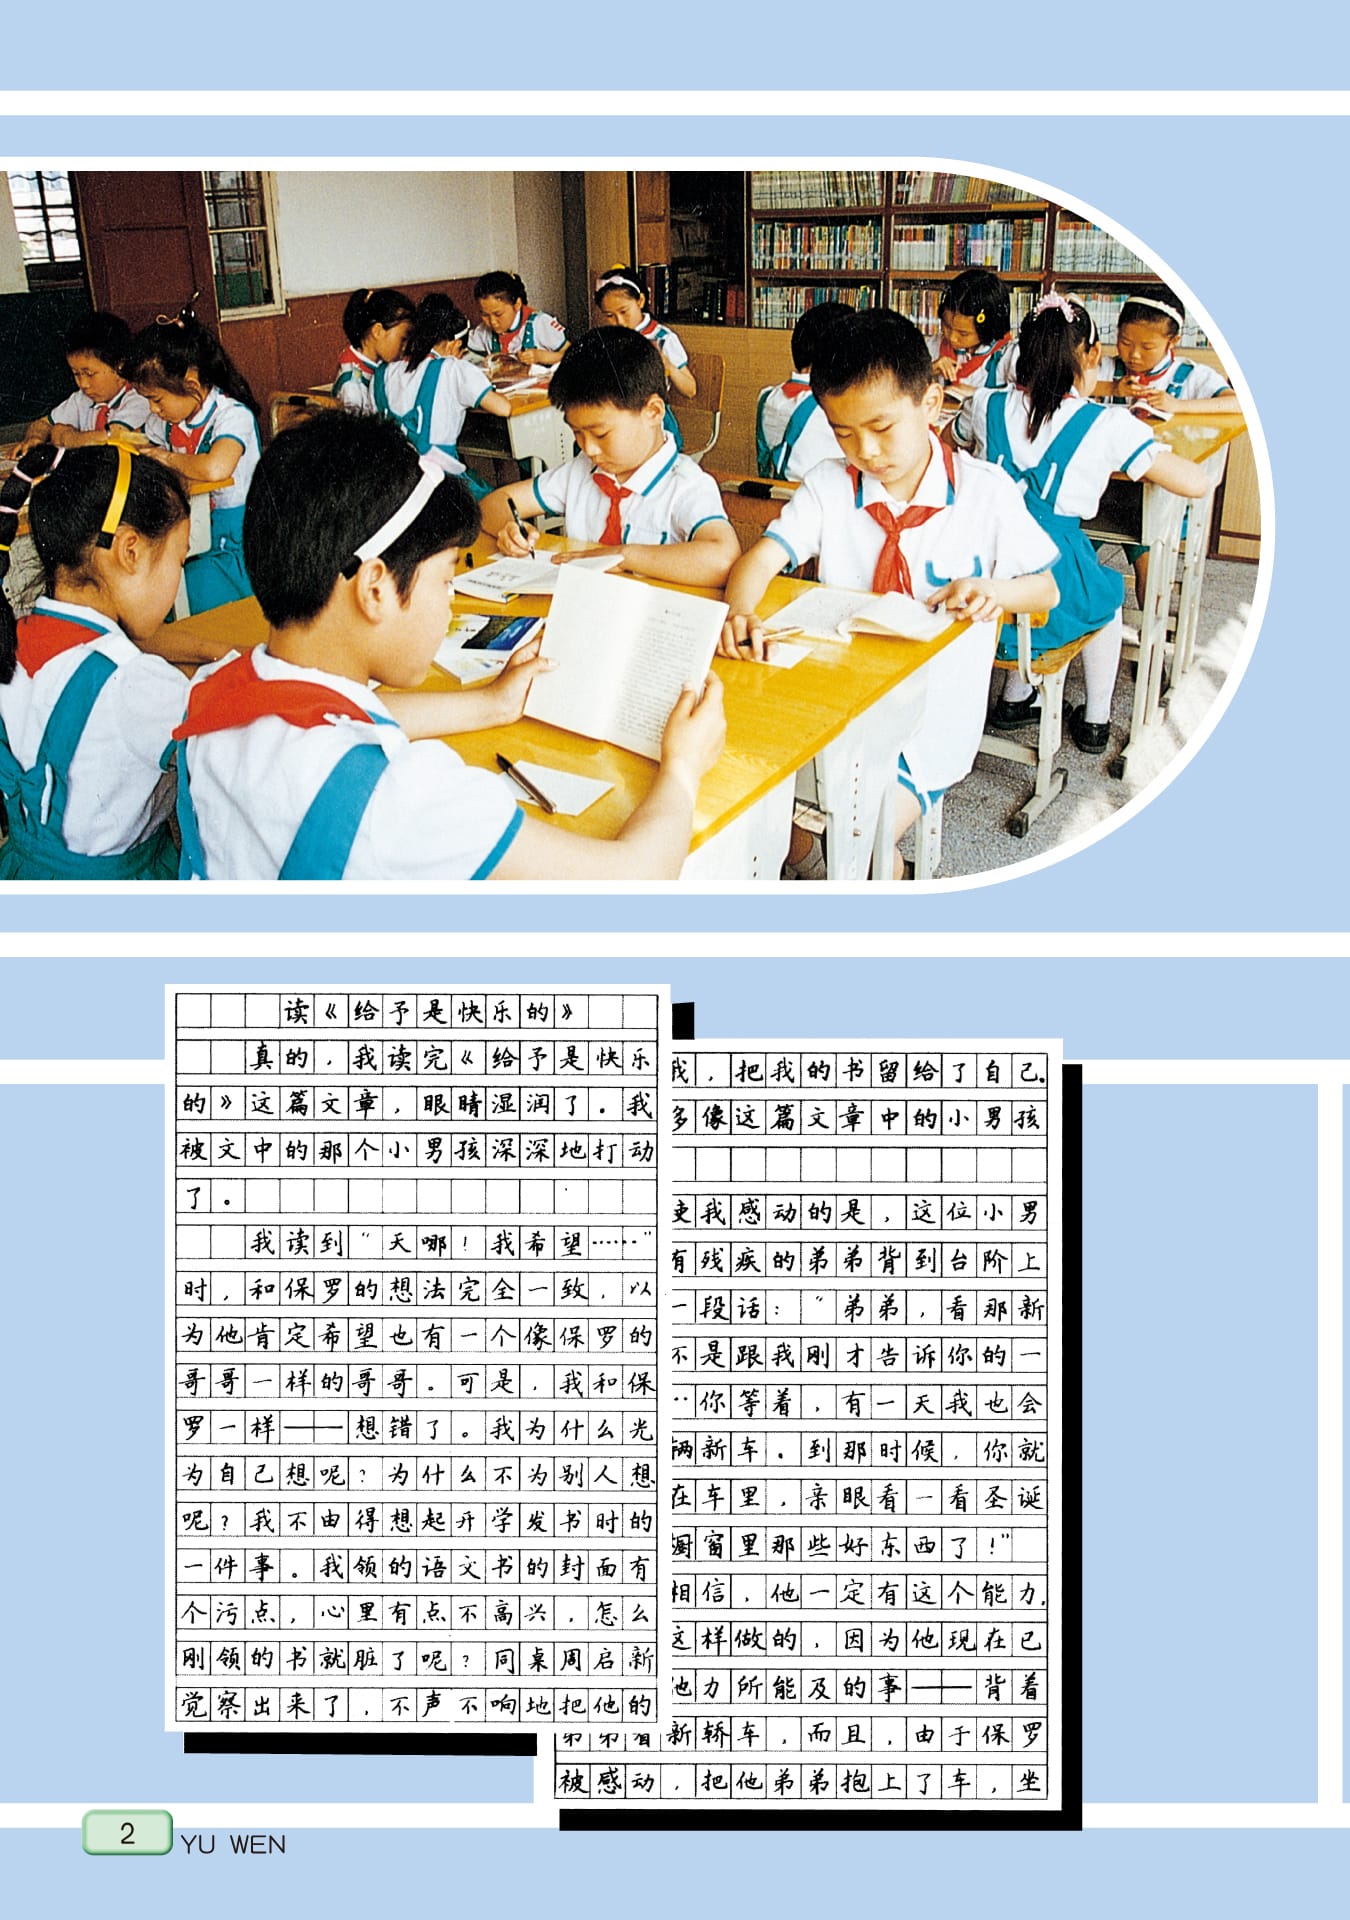 读《给予是快乐的》
真的，我读完《给予是快乐
的》这篇文章，眼睛湿润了。我
被文中的那个小男孩深深地打动
了。
我读到“天哪！我希望……”
时，和保罗的想法完全一致，以
为他肯定希望也有一个像保罗的
哥哥一样的哥哥。可是，我和保
罗一样——想错了。我为什么光
为自己想呢？为什么不为别人想
呢？我不由得想起开学发书时的
一件事。我领的语文书的封面有
个污点，心里有点不高兴，怎么
刚领的书就脏了呢？同桌周启新
觉察出来了，不声不响地把他的
我，把我的书留给了自己。
多像这篇文章中的小男孩
使我感动的是，这位小男
有残疾的弟弟背到台阶上
一段话：“弟弟，看那新
不是跟我刚才告诉你的一
…你等着，有一天我也会
辆新车。到那时候，你就
在车里，亲眼看一看圣诞
橱窗里那些好东西了！”
相信，他一定有这个能力，
这样做的，因为他现在已
他力所能及的事——背着
弟弟看新轿车，而且，由于保罗
被感动，把他弟弟抱上了车，坐
2
YU WEN